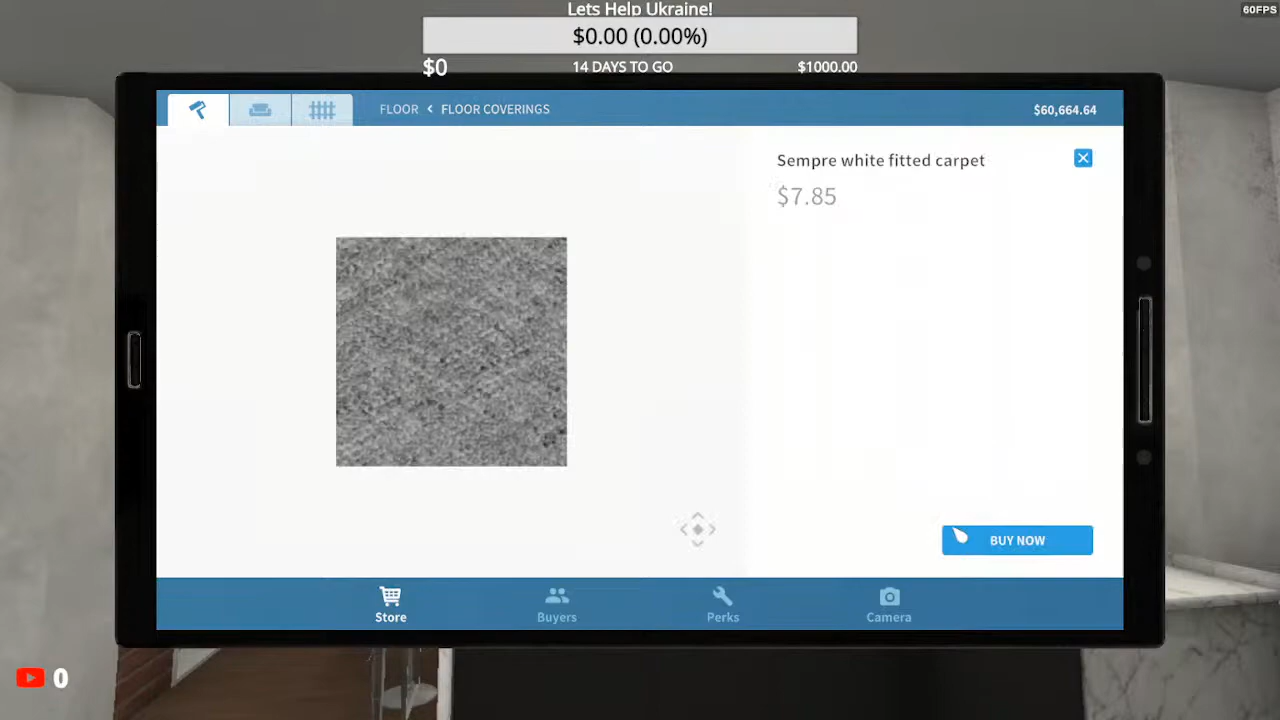 Lets Help Ukraine!
60FPS
$0.00 (0.00%)
$0
14 DAYS TO GO
$1000.00
FLOOR < FLOOR COVERINGS
$60,664.64
Sempre white fitted carpet
$7.85
BUY NOW
Store
Buyers
Perks
Camera
0